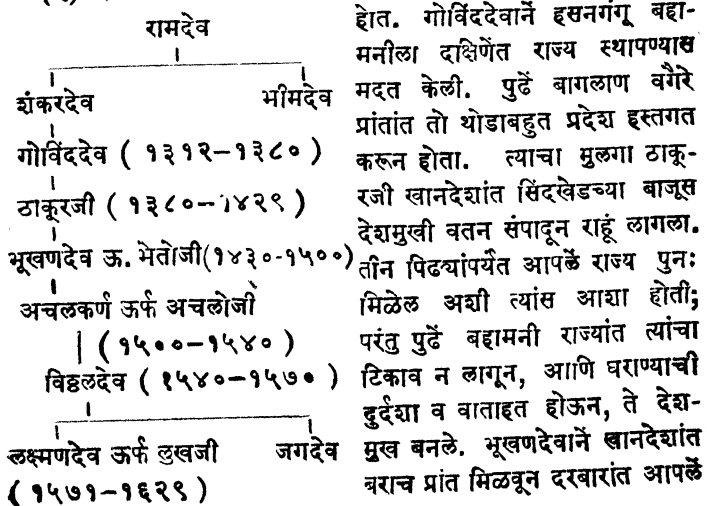 रामदेव
शंकरदेव भीमदेव
गोविंददेव ( १३१२-१३८० )
ठाकूरजी ( १३८०-१४२९ )
भूखणदेव ऊ. भेतोजी(१४३०-१५००)
अचलकर्ण ऊर्फ अचलोजी
( १५००-१५४० )
विठ्ठलदेव ( १५४०-१५७० )
लक्ष्मणदेव ऊर्फ लुखजी जगदेव
( १५७१-१६२९ )
होत. गोविंददेवानें हसनगंगू बहा-
मनीला दाक्षिणेंत राज्य स्थापण्यास
मदत केली. पुढें बागलाण वगैरे
प्रांतांत तो थोडाबहुत प्रदेश हस्तगत
करून होता. त्याचा मुलगा ठाकू-
रजी खानदेशांत सिंदखेडच्या बाजूस
देशमुखी वतन संपादून राहूं लागला.
तीन पिढ्यांपर्यंत आपलें राज्य पुनः
मिळेल अशी त्यांस आशा होती;
परंतु पुढें बहामनी राज्यांत त्यांचा
टिकाव न लागून, आणि घराण्याची
दुर्दशा व वाताहत होऊन, ते देश-
मुख बनले. भूखणदेवानें खानदेशांत
बराच प्रांत मिळवून दरबारांत आपलें